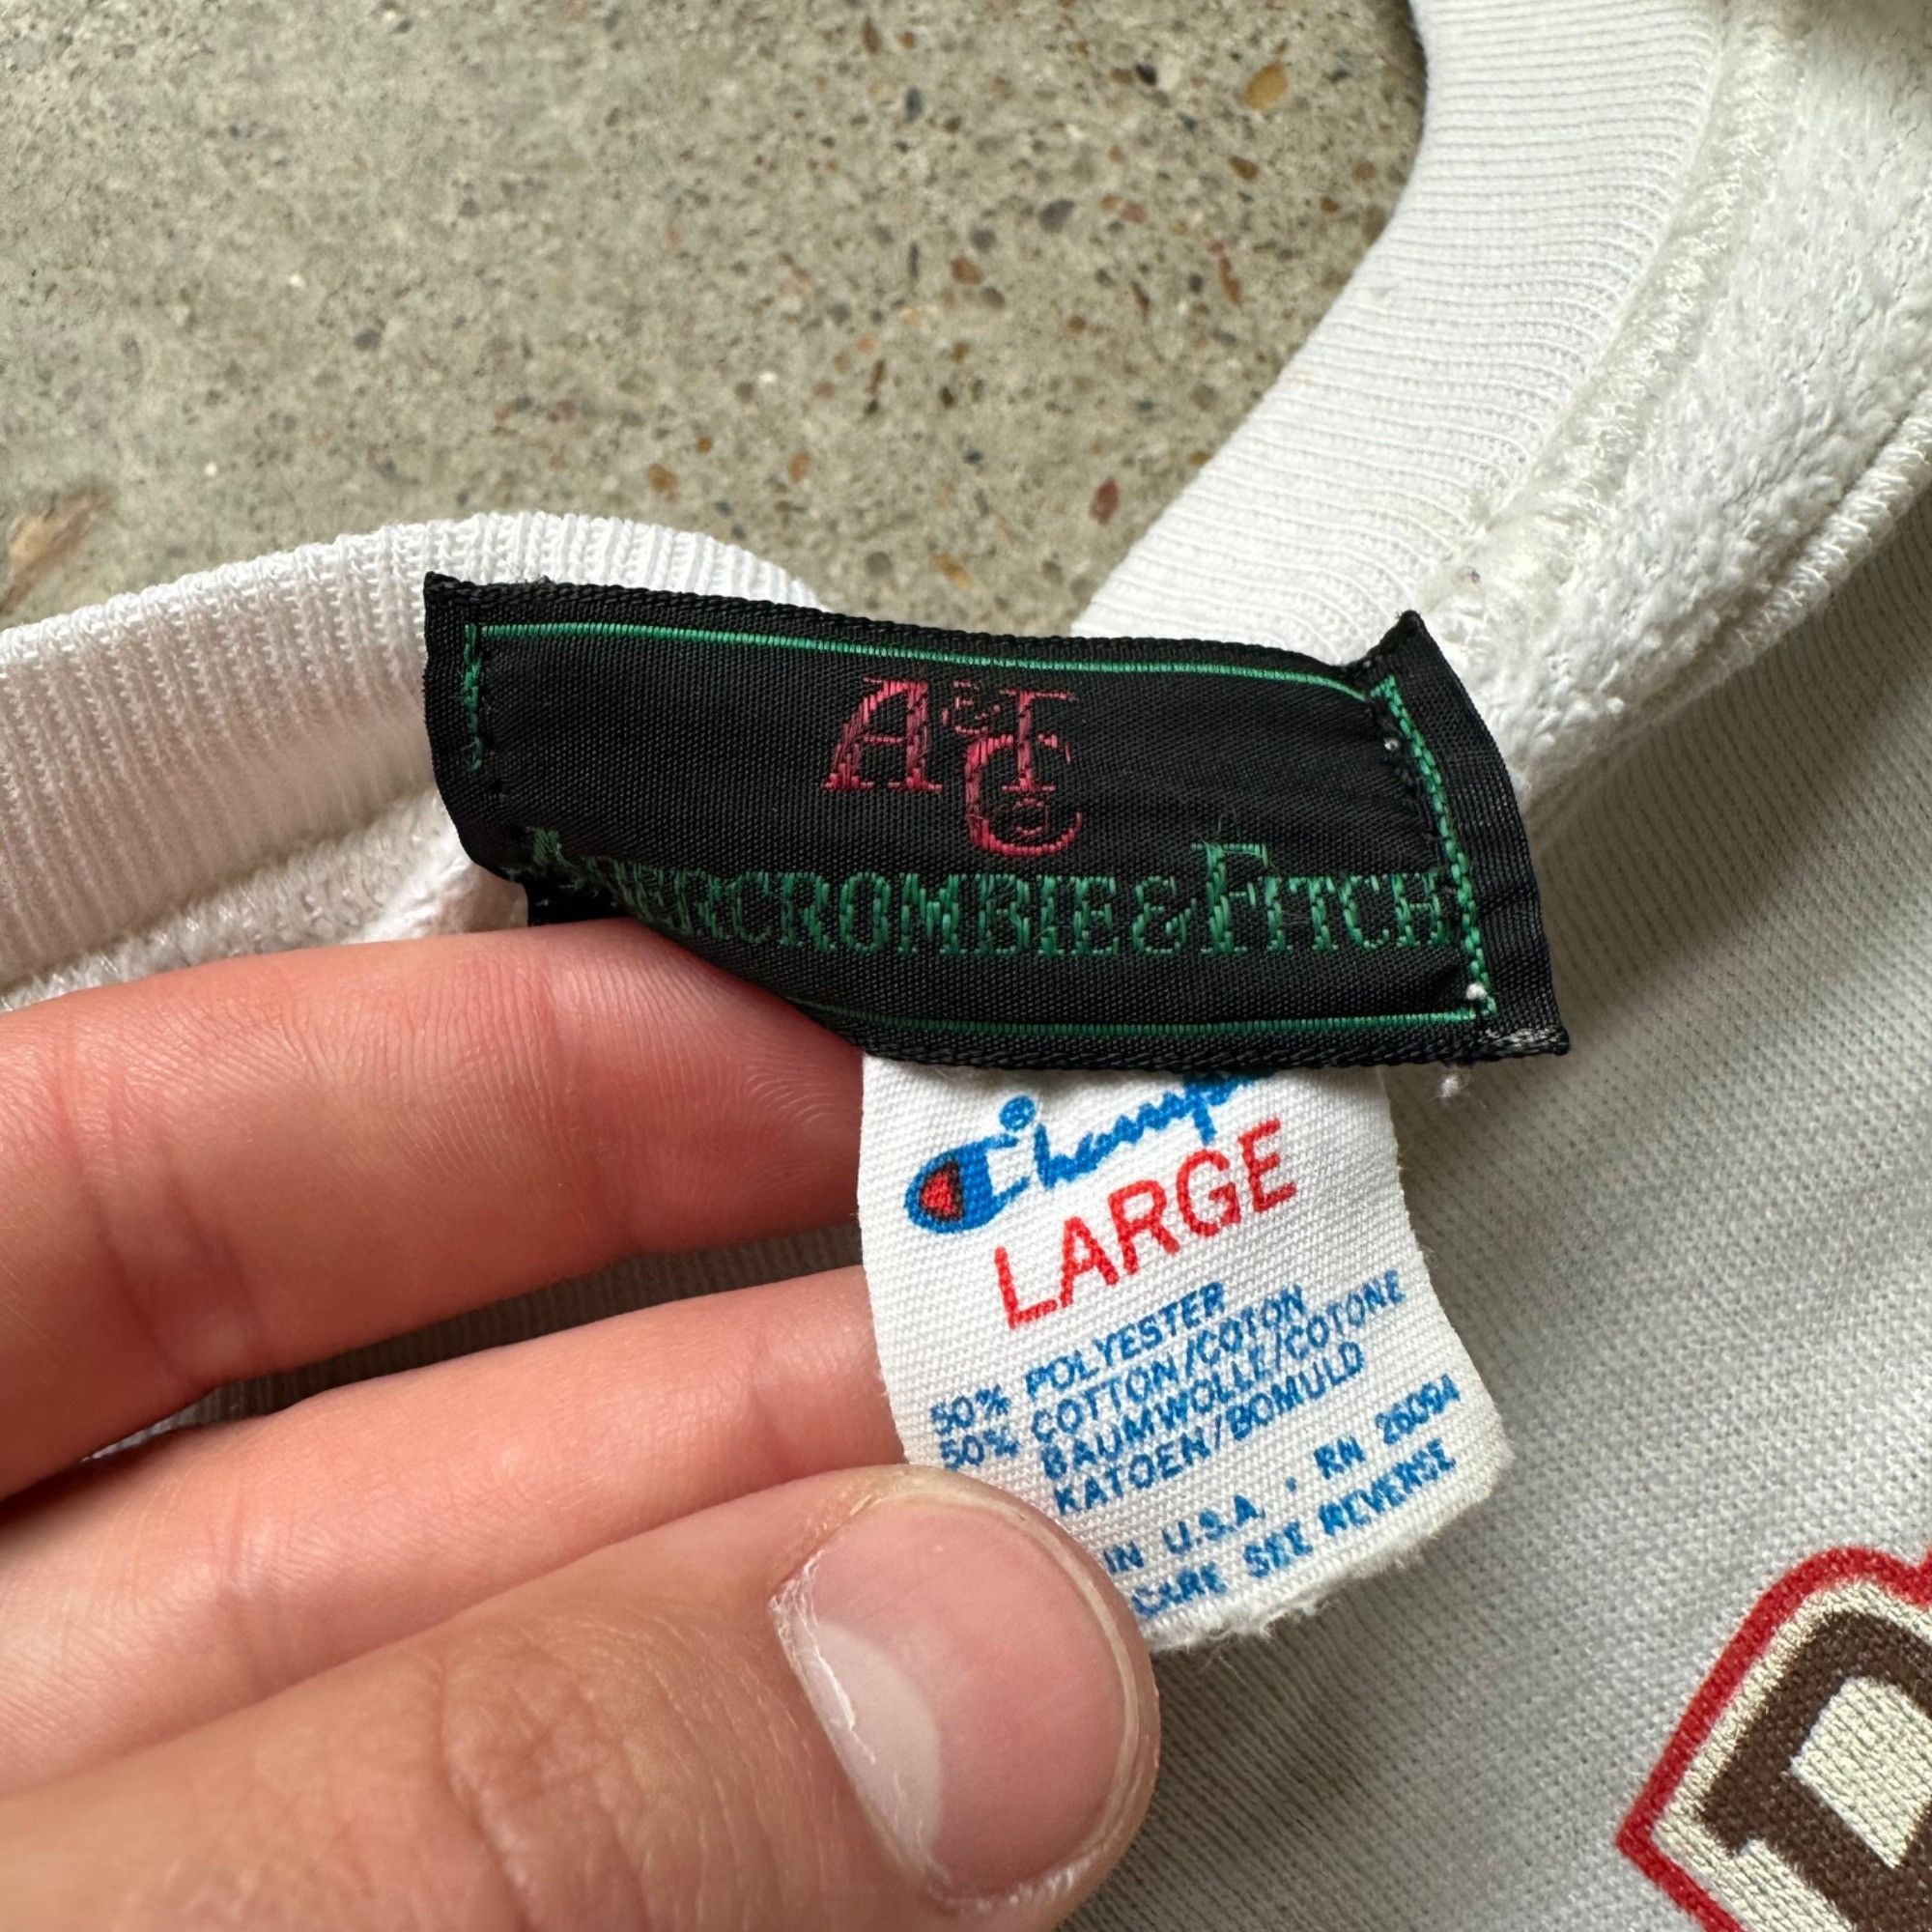 A&F
Co
ABERCROMBIE & FITCH
Champion
LARGE
50% POLYESTER
50% COTTON/COTON
BAUMWOLLE/COTONE
KATOEN/BOMULD
IN U.S.A. • RN 26094
CARE SEE REVERSE